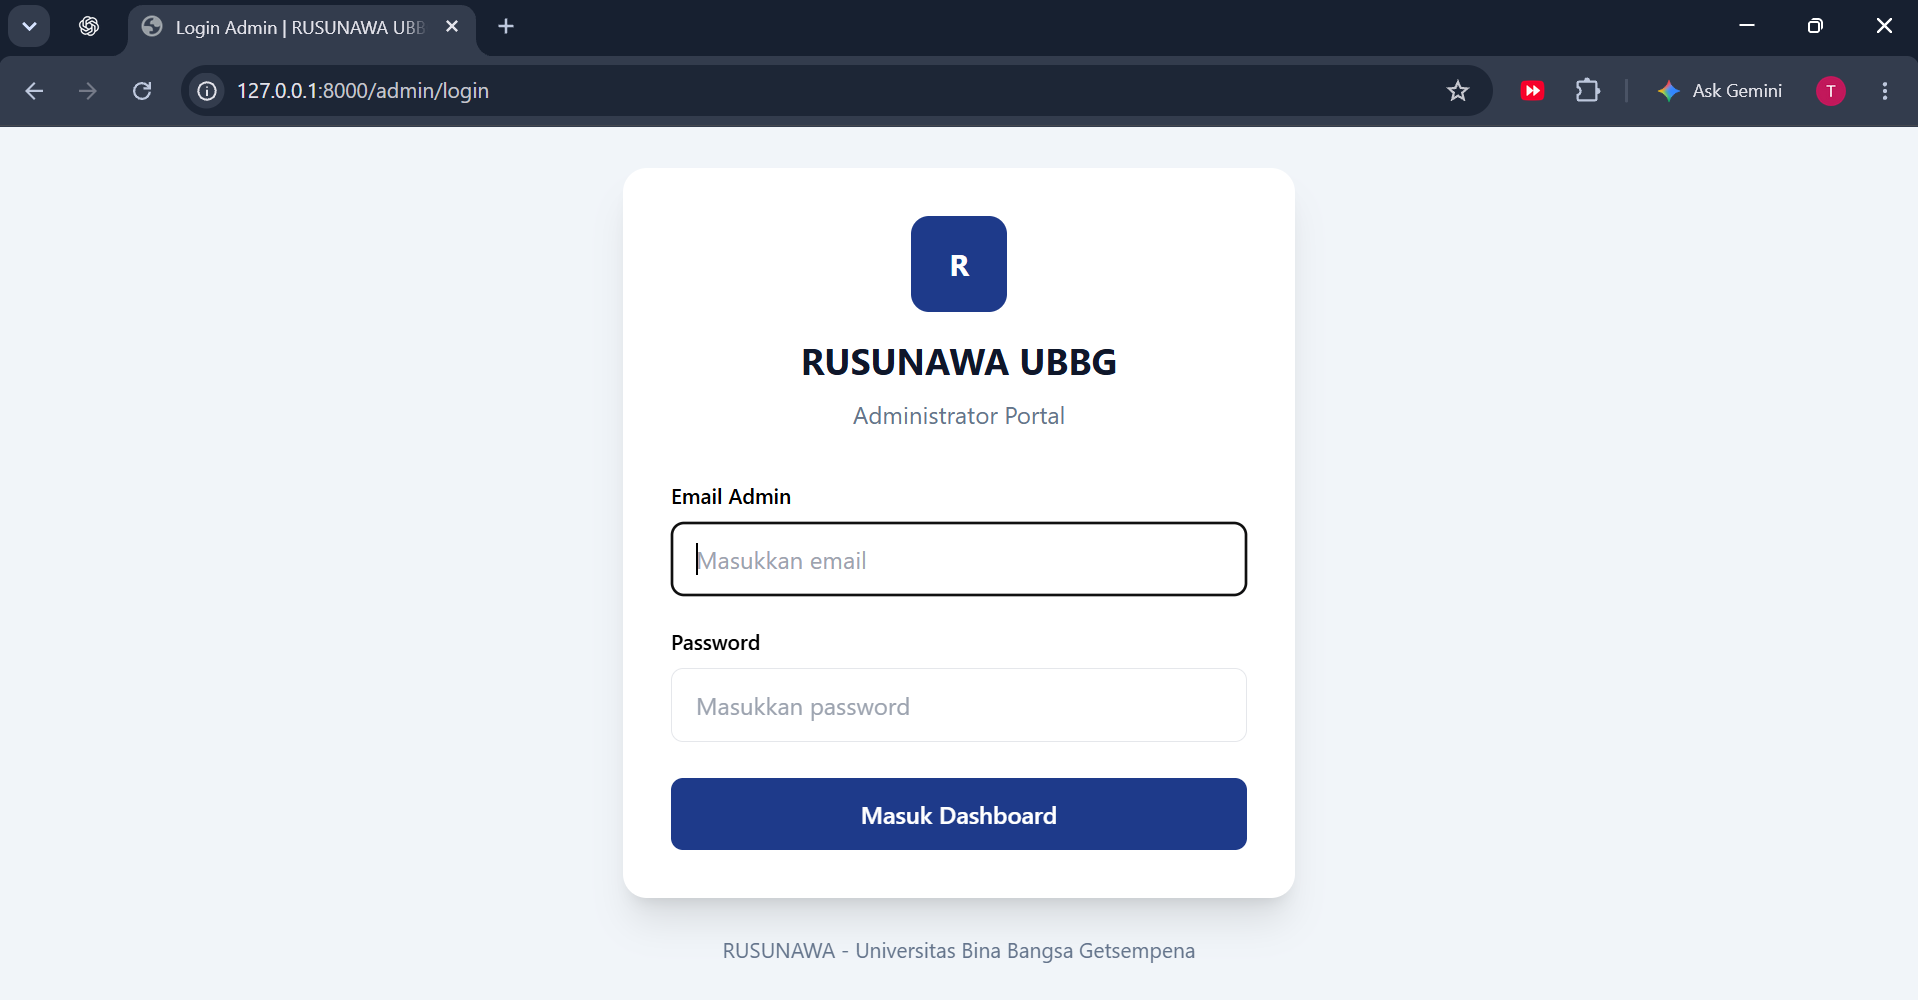 Login Admin | RUSUNAWA UBB
127.0.0.1:8000/admin/login
Ask Gemini
T
R
RUSUNAWA UBBG
Administrator Portal
Email Admin
Masukkan email
Password
Masukkan password
Masuk Dashboard
RUSUNAWA - Universitas Bina Bangsa Getsempena